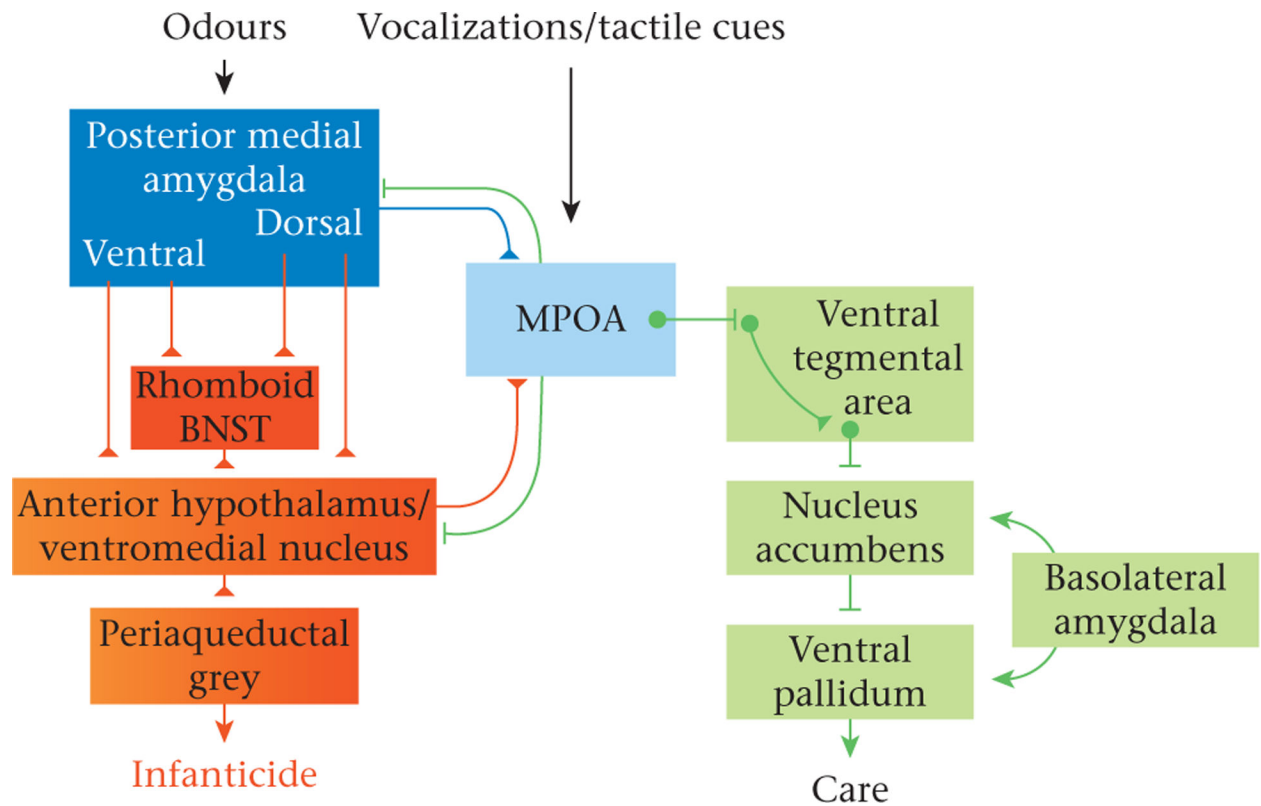 Odours
Vocalizations/tactile cues
Posterior medial
amygdala
Dorsal
Ventral
MPOA
Ventral
tegmental
area
Rhomboid
BNST
Anterior hypothalamus/
ventromedial nucleus
Nucleus
accumbens
Basolateral
amygdala
Periaqueductal
grey
Ventral
pallidum
Infanticide
Care